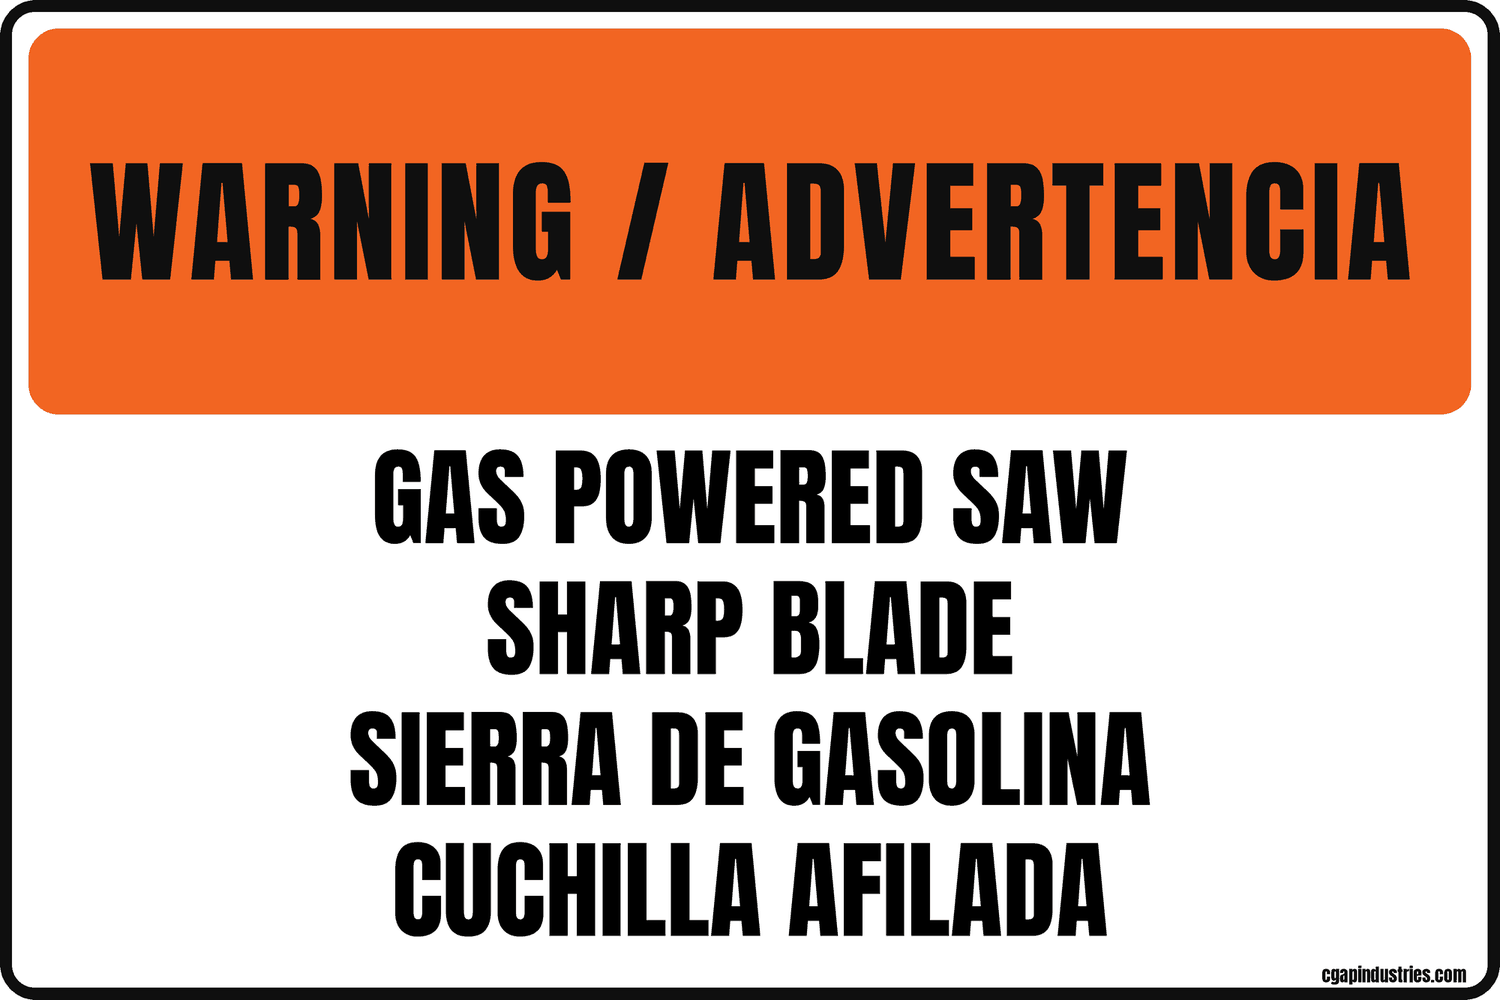 WARNING / ADVERTENCIA
GAS POWERED SAW
SHARP BLADE
SIERRA DE GASOLINA
CUCHILLA AFILADA
cgapindustries.com